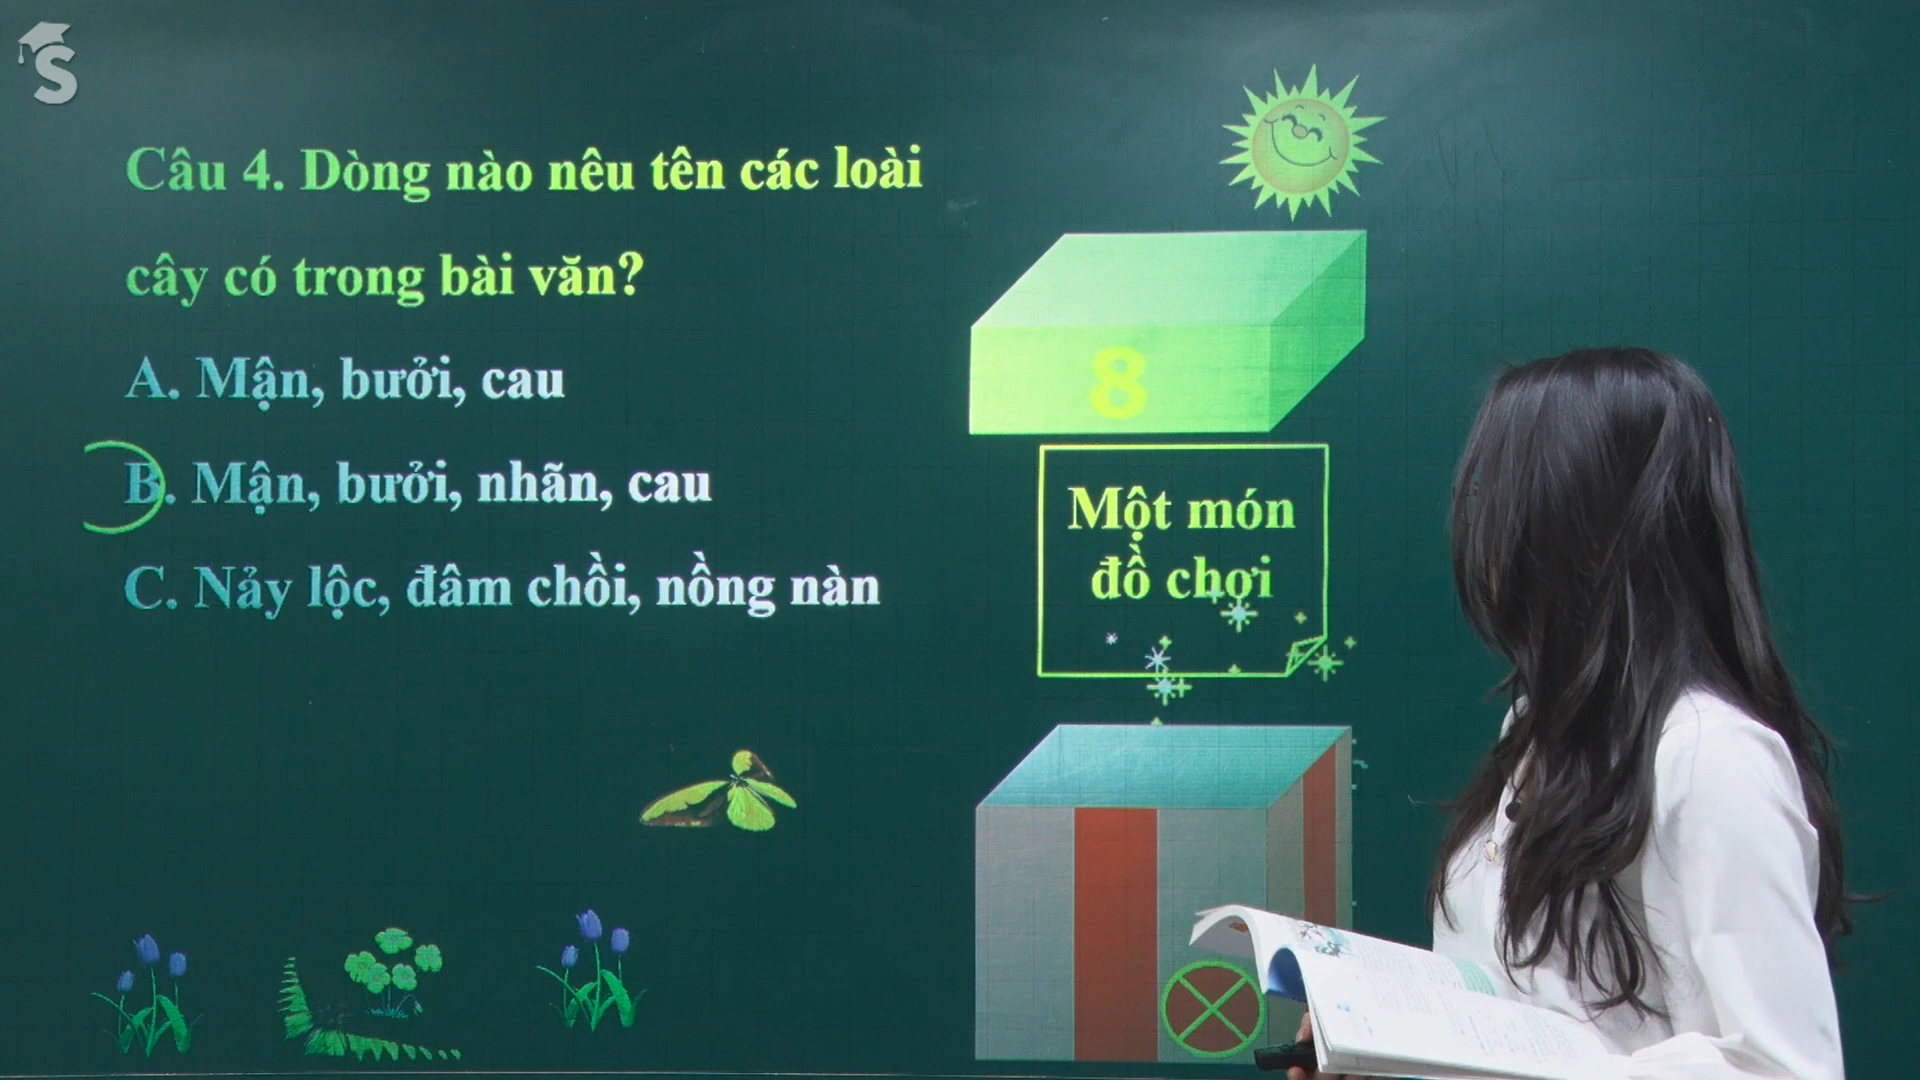 S
Câu 4. Dòng nào nêu tên các loài
cây có trong bài văn?
A. Mận, bưởi, cau
B. Mận, bưởi, nhãn, cau
C. Nảy lộc, đâm chồi, nồng nàn
8
Một món
đồ chơi